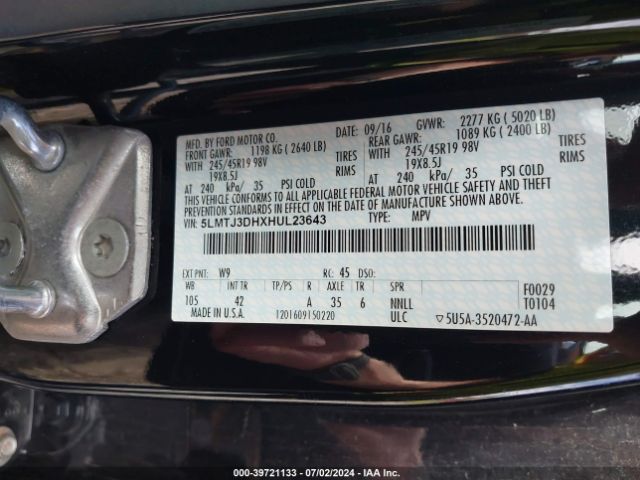 MFD. BY FORD MOTOR CO.
DATE: 09/16 GVWR: 2277 KG ( 5020 LB)
FRONT GAWR: 1198 KG ( 2640 LB) REAR GAWR: 1089 KG ( 2400 LB)
WITH 245/45R19 98V TIRES WITH 245/45R19 98V TIRES
19X8.5J RIMS 19X8.5J RIMS
AT 240 kPa/ 35 PSI COLD AT 240 kPa/ 35 PSI COLD
THIS VEHICLE CONFORMS TO ALL APPLICABLE FEDERAL MOTOR VEHICLE SAFETY AND THEFT
PREVENTION STANDARDS IN EFFECT ON THE DATE OF MANUFACTURE SHOWN ABOVE.
VIN: 5LMTJ3DHXHUL23643 TYPE: MPV
EXT PNT: W9 RC: 45 DSO:
WB INT TR TP/PS R AXLE TR SPR F0029
105 42 A 35 6 NNLL T0104
MADE IN U.S.A. 1201609150220 ULC ▽5U5A-3520472-AA
000-39721133 - 07/02/2024 - IAA Inc.